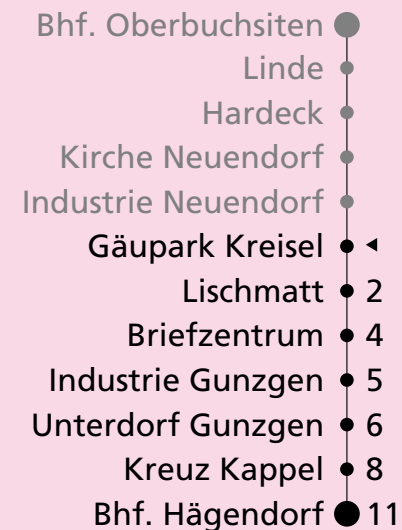 Bhf. Oberbuchsiten
Linde
Hardeck
Kirche Neuendorf
Industrie Neuendorf
Gäupark Kreisel
Lischmatt 2
Briefzentrum 4
Industrie Gunzgen 5
Unterdorf Gunzgen 6
Kreuz Kappel 8
Bhf. Hägendorf 11